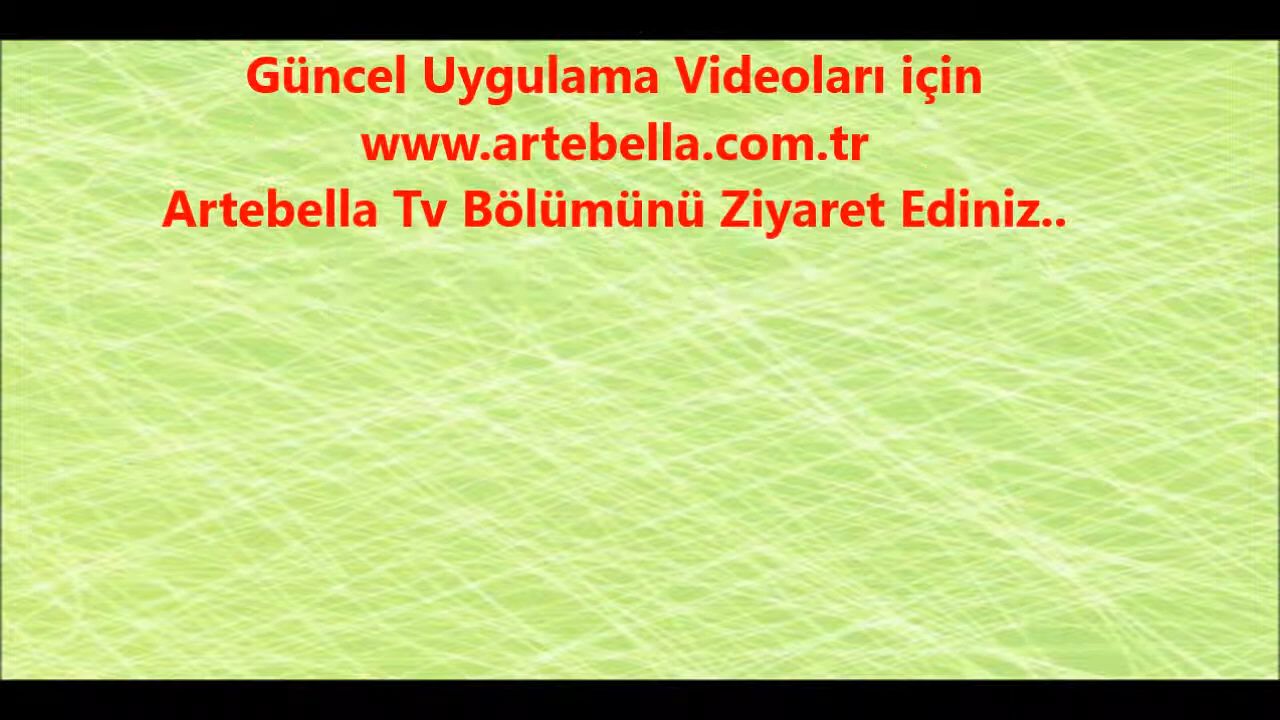 Güncel Uygulama Videoları için
www.artebella.com.tr
Artebella Tv Bölümünü Ziyaret Ediniz..